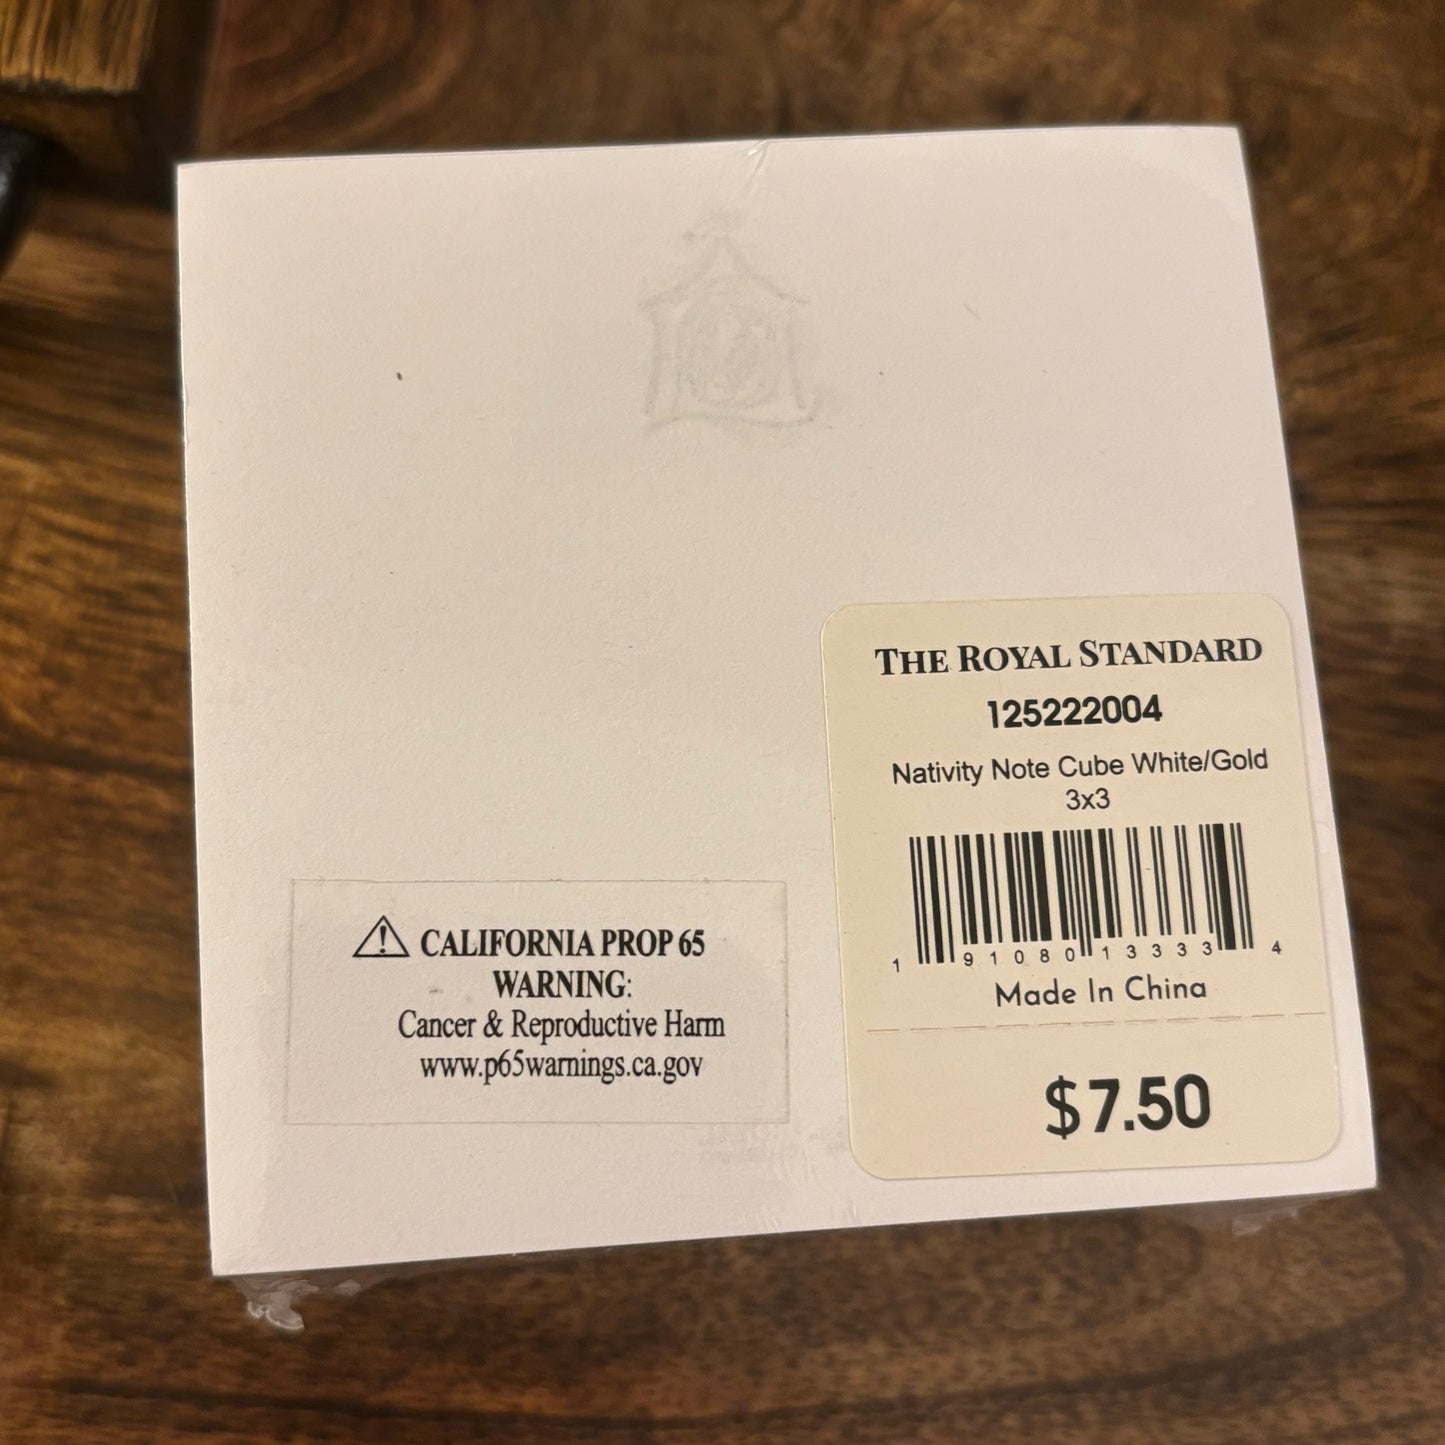 THE ROYAL STANDARD
125222004
Nativity Note Cube White/Gold
3x3
1 91080 13333 4
Made In China
$7.50
⚠ CALIFORNIA PROP 65
WARNING:
Cancer & Reproductive Harm
www.p65warnings.ca.gov